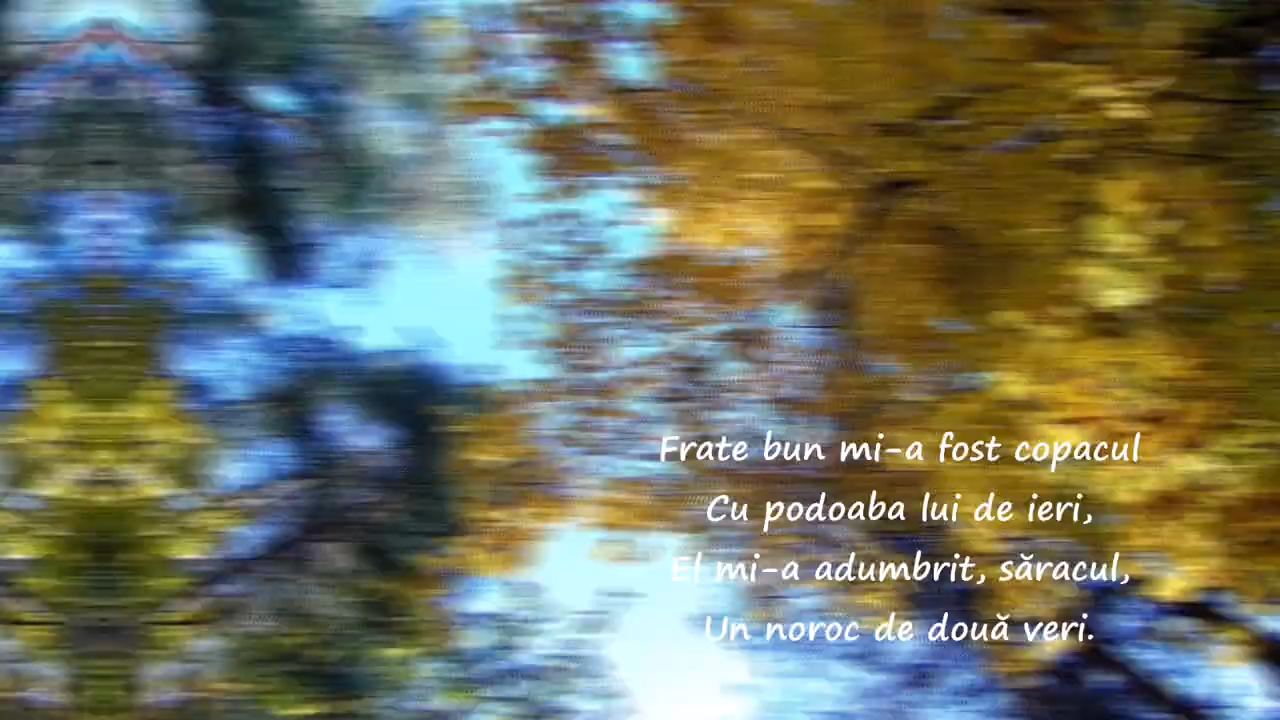 Frate bun mi-a fost copacul
Cu podoaba lui de ieri,
El mi-a adumbrit, săracul,
Un noroc de două veri.